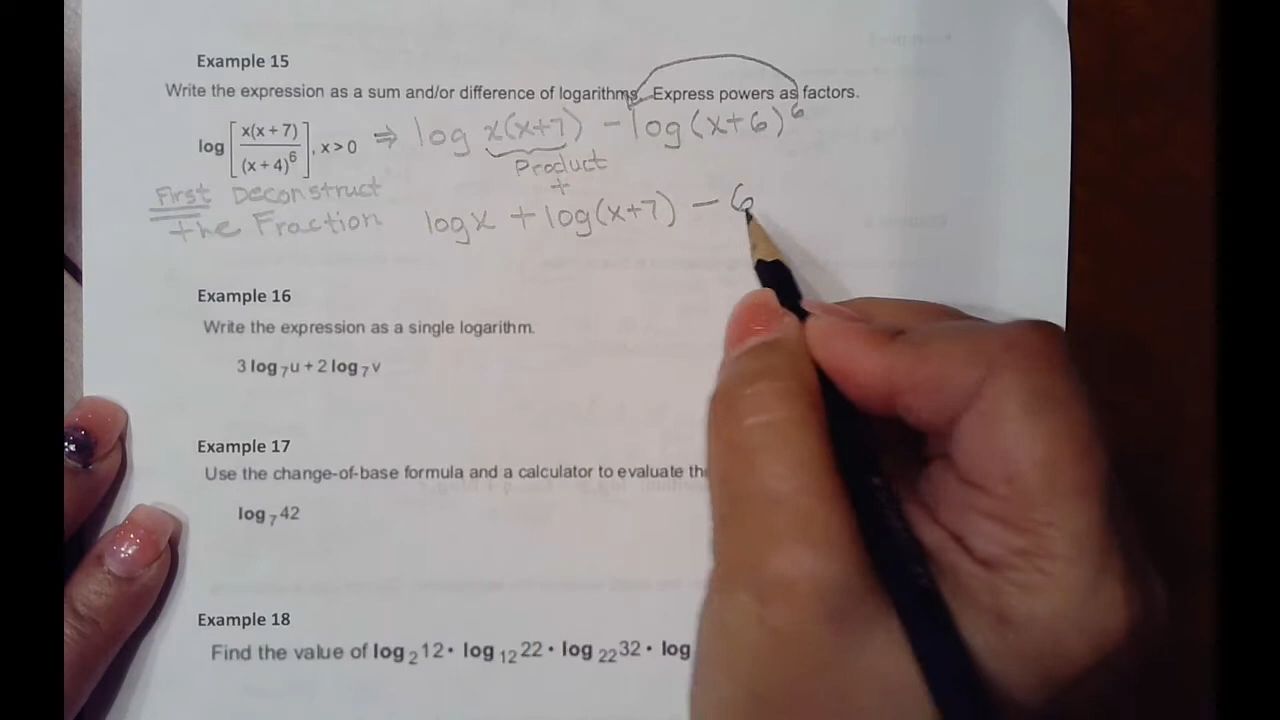 Example 15
Write the expression as a sum and/or difference of logarithms. Express powers as factors.
log [x(x + 7) / (x + 4)^6], x > 0 ⇒ log x(x+7) - log(x+6)^6
Product
First Deconstruct +
the Fraction log x + log(x+7) - 6
Example 16
Write the expression as a single logarithm.
3 log₇u + 2 log₇v
Example 17
Use the change-of-base formula and a calculator to evaluate
log₇42
Example 18
Find the value of log₂12 • log₁₂22 • log₂₂32 • log